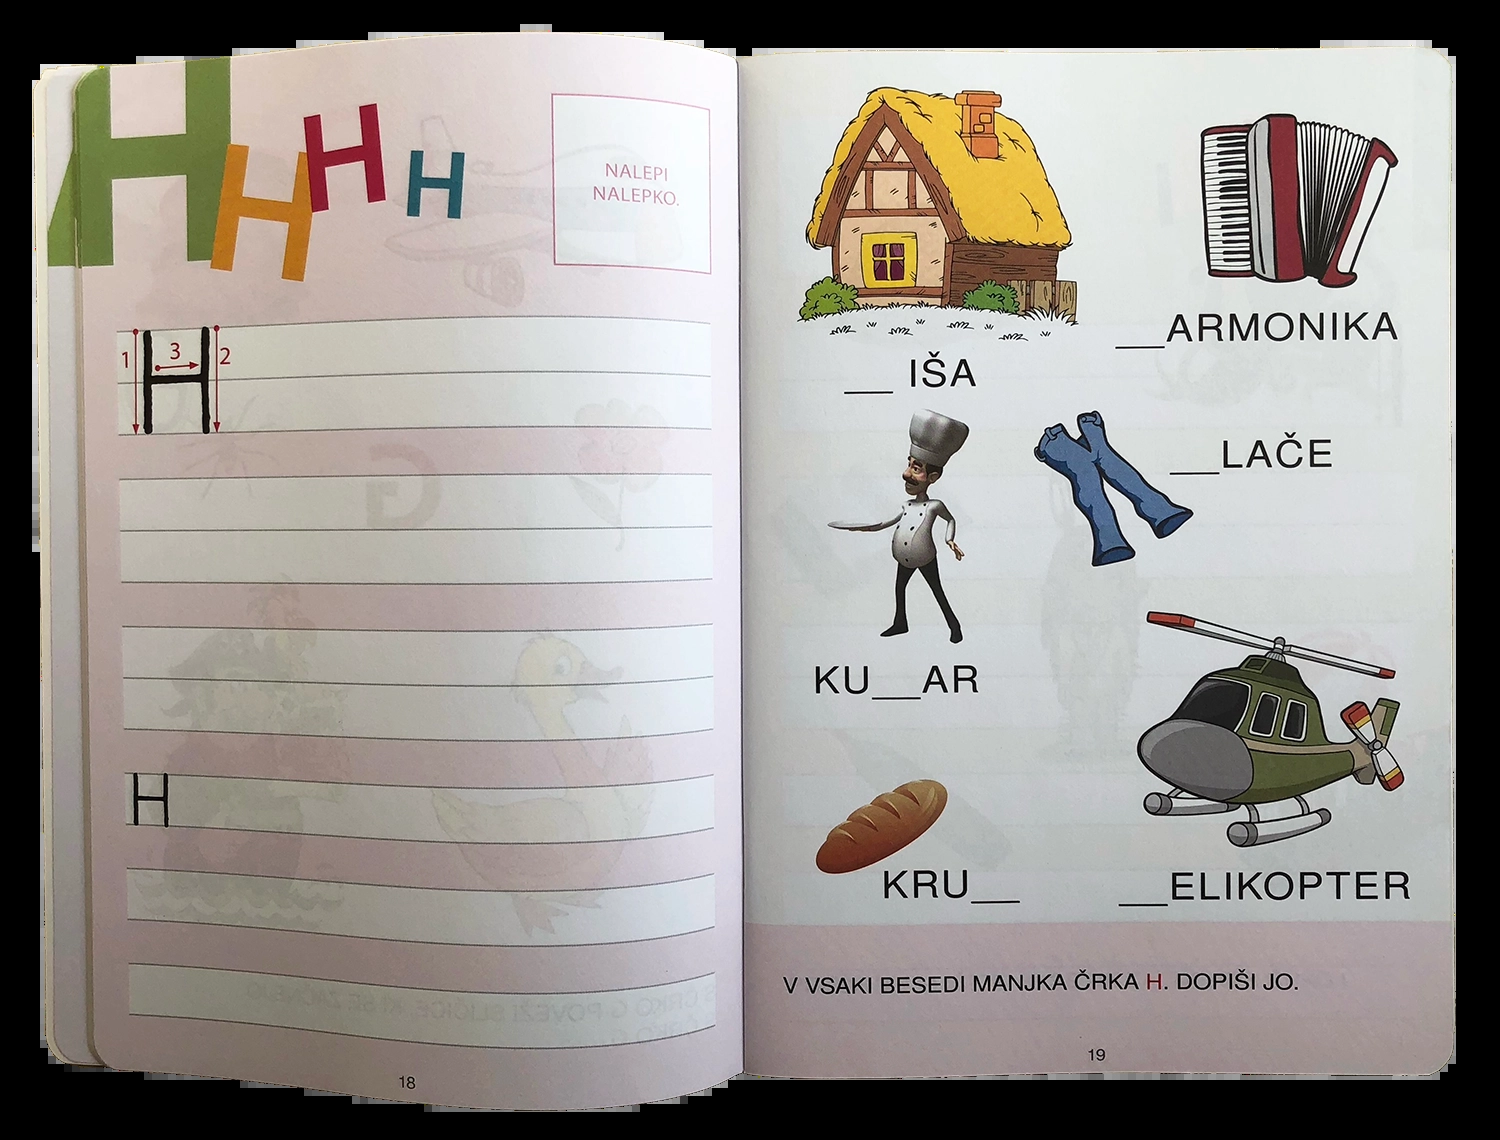 H H H H
NALEPI
NALEPKO.
1 3 2
H
H
18
__ARMONIKA
__ IŠA
__LAČE
KU__AR
KRU__
__ELIKOPTER
V VSAKI BESEDI MANJKA ČRKA H. DOPIŠI JO.
19